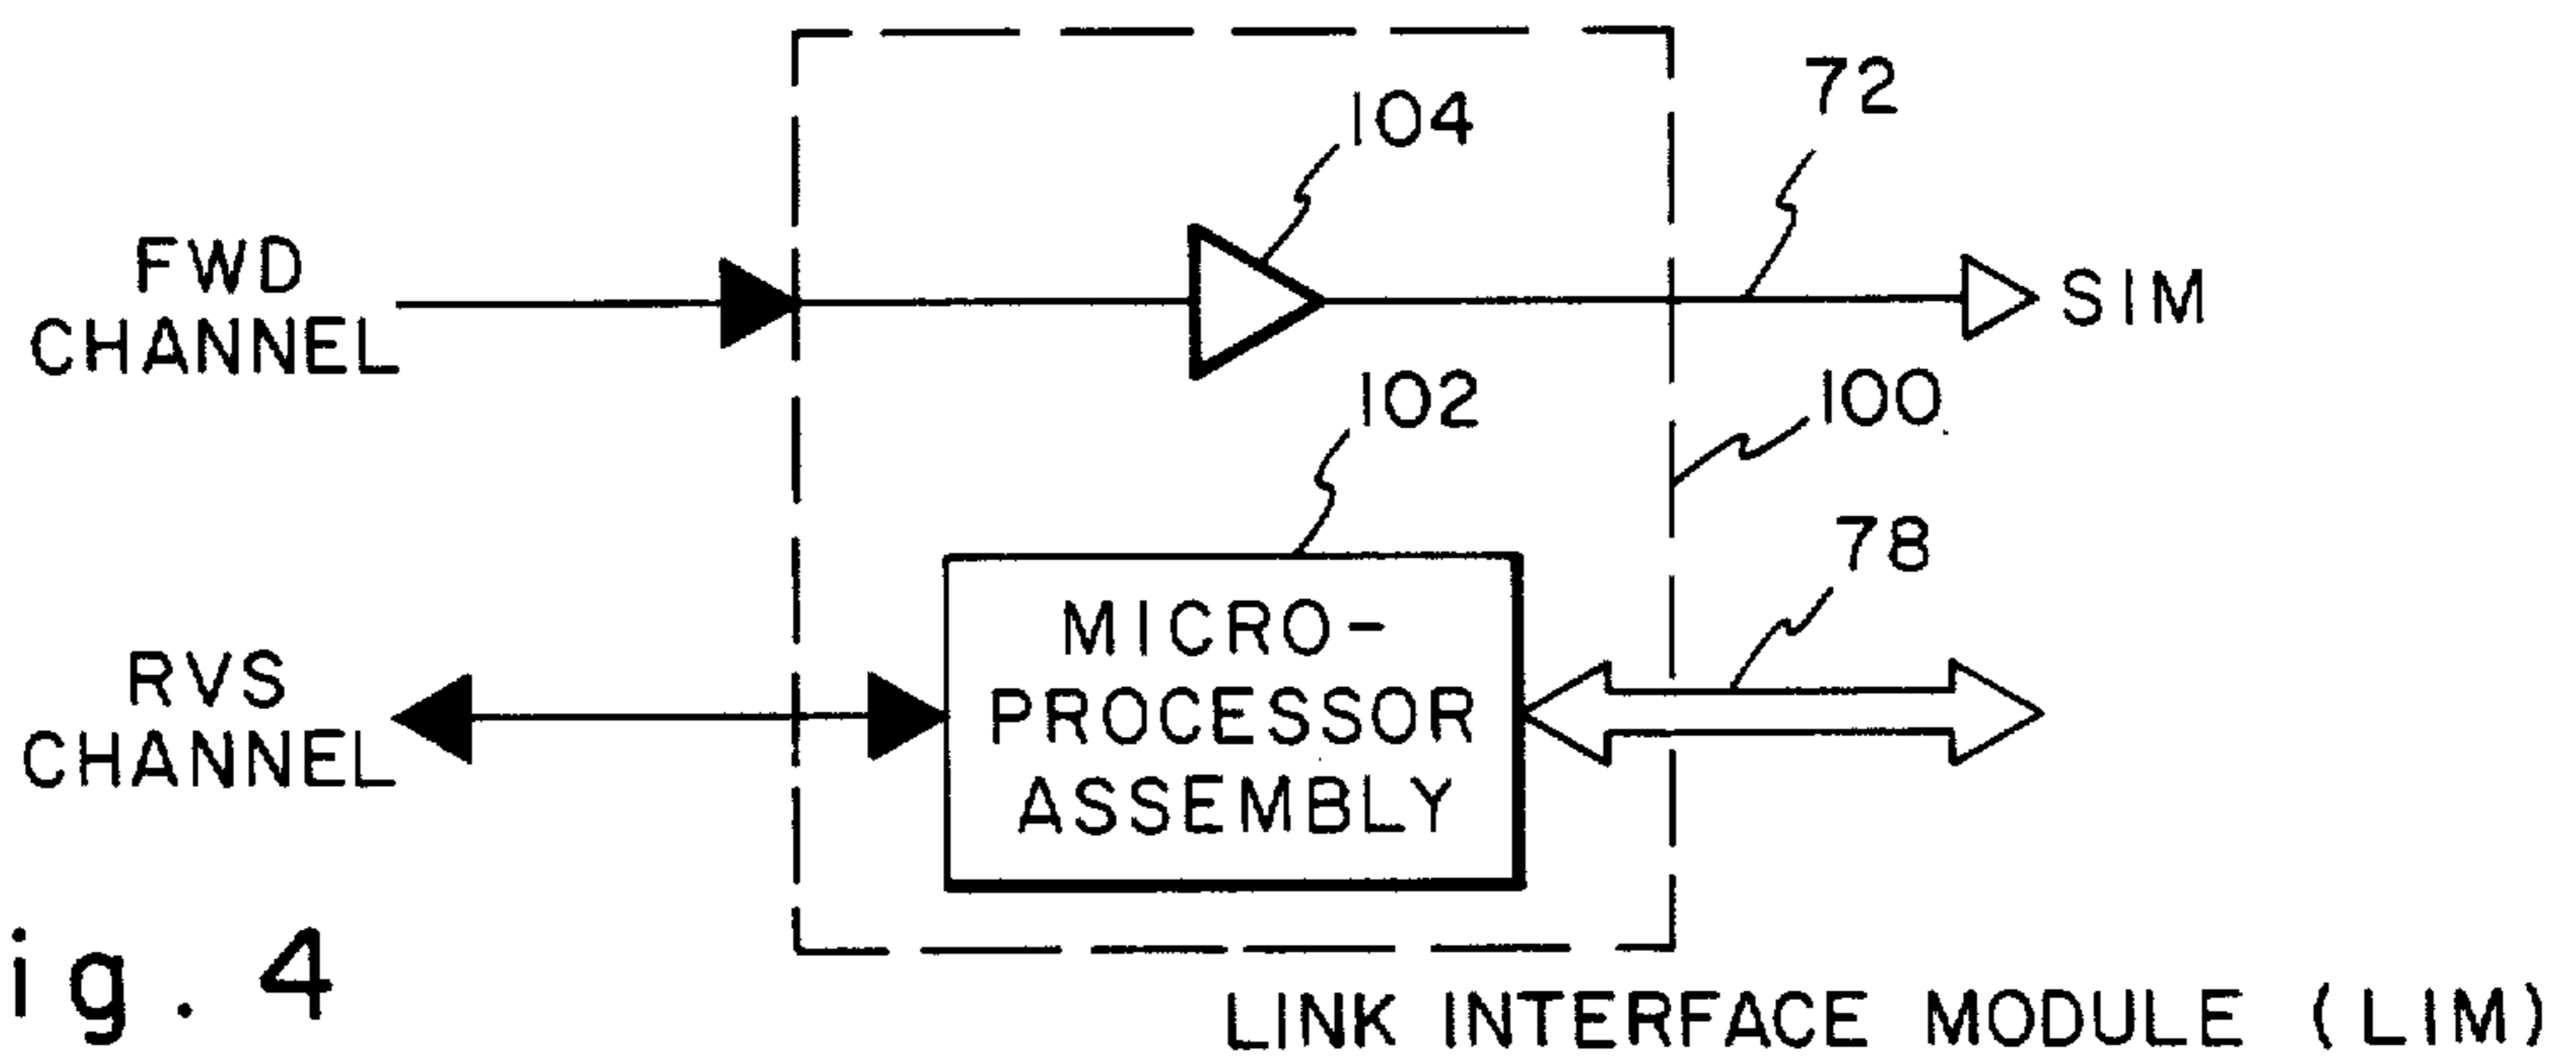 104
72
FWD
CHANNEL
SIM
102
100
78
RVS
CHANNEL
MICRO-
PROCESSOR
ASSEMBLY
ig. 4
LINK INTERFACE MODULE (LIM)